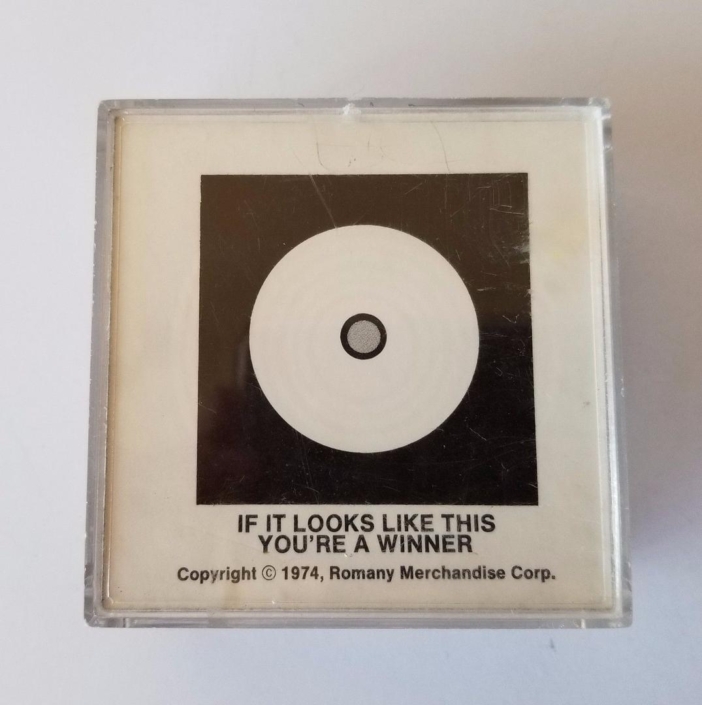 IF IT LOOKS LIKE THIS
YOU'RE A WINNER
Copyright © 1974, Romany Merchandise Corp.